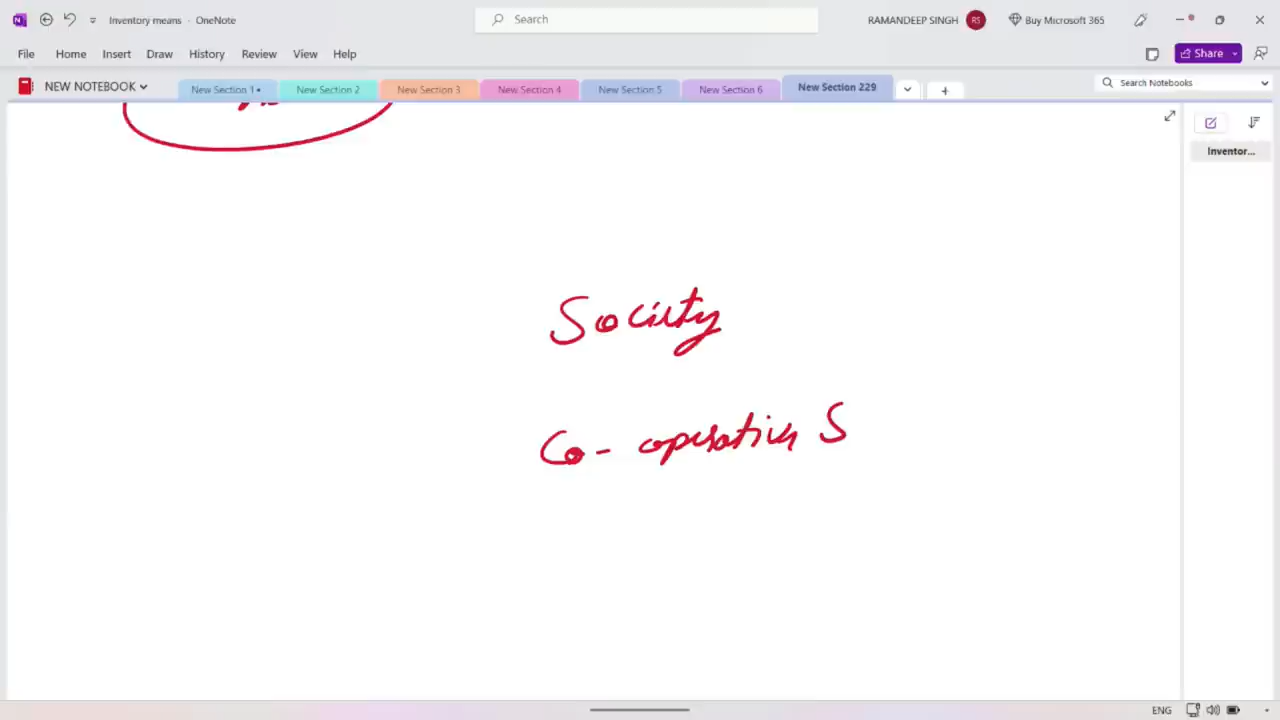 Inventory means - OneNote
Search
RAMANDEEP SINGH RS
Buy Microsoft 365
File Home Insert Draw History Review View Help
Share
NEW NOTEBOOK
New Section 1 New Section 2 New Section 3 New Section 4 New Section 5 New Section 6 New Section 229 +
Search Notebooks
Inventor...
Society
Co-operative S
ENG